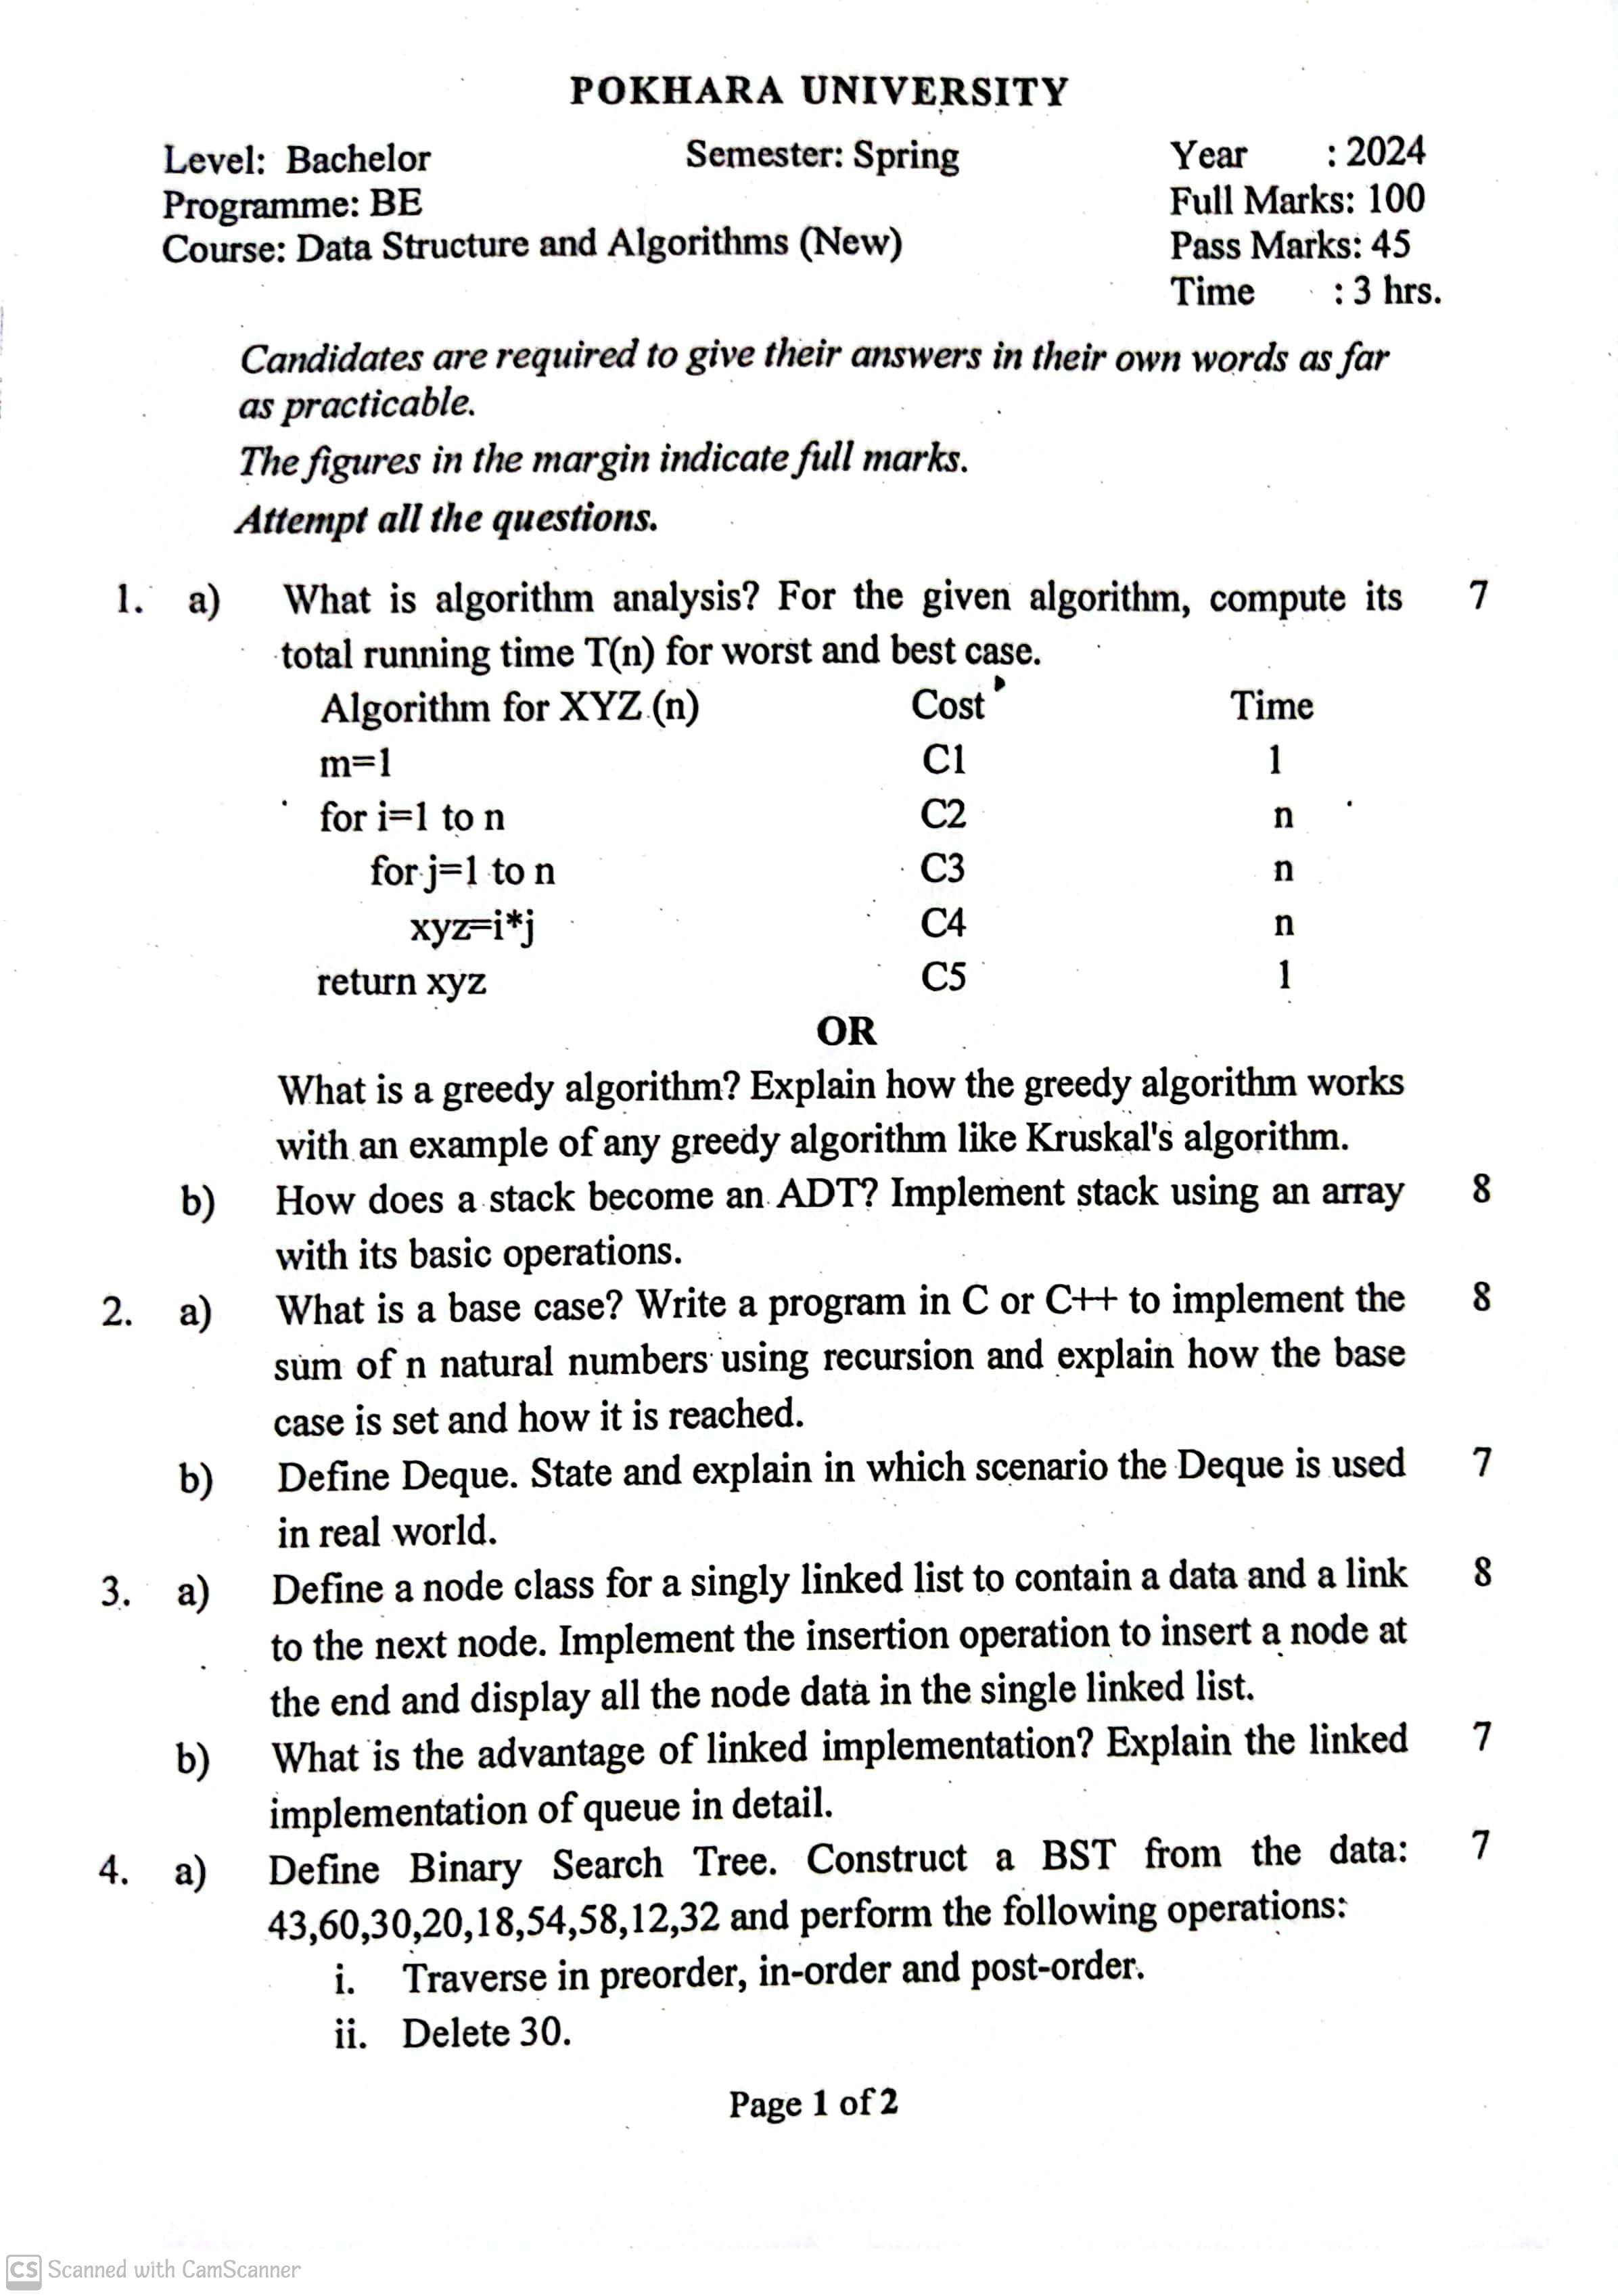 POKHARA UNIVERSITY
Level: Bachelor Semester: Spring Year : 2024
Programme: BE Full Marks: 100
Course: Data Structure and Algorithms (New) Pass Marks: 45
Time : 3 hrs.
Candidates are required to give their answers in their own words as far
as practicable.
The figures in the margin indicate full marks.
Attempt all the questions.
1. a) What is algorithm analysis? For the given algorithm, compute its 7
total running time T(n) for worst and best case.
Algorithm for XYZ (n) Cost Time
m=1 C1 1
for i=1 to n C2 n
for j=1 to n C3 n
xyz=i*j C4 n
return xyz C5 1
OR
What is a greedy algorithm? Explain how the greedy algorithm works
with an example of any greedy algorithm like Kruskal's algorithm.
b) How does a stack become an ADT? Implement stack using an array 8
with its basic operations.
2. a) What is a base case? Write a program in C or C++ to implement the 8
sum of n natural numbers using recursion and explain how the base
case is set and how it is reached.
b) Define Deque. State and explain in which scenario the Deque is used 7
in real world.
3. a) Define a node class for a singly linked list to contain a data and a link 8
to the next node. Implement the insertion operation to insert a node at
the end and display all the node data in the single linked list.
b) What is the advantage of linked implementation? Explain the linked 7
implementation of queue in detail.
4. a) Define Binary Search Tree. Construct a BST from the data: 7
43,60,30,20,18,54,58,12,32 and perform the following operations:
i. Traverse in preorder, in-order and post-order.
ii. Delete 30.
Page 1 of 2
CS Scanned with CamScanner